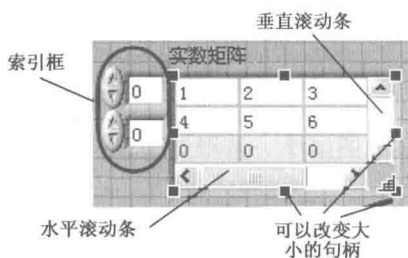 垂直滚动条
实数矩阵
索引框
0 1 2 3
0 4 5 6
0 0 0
水平滚动条
可以改变大
小的句柄